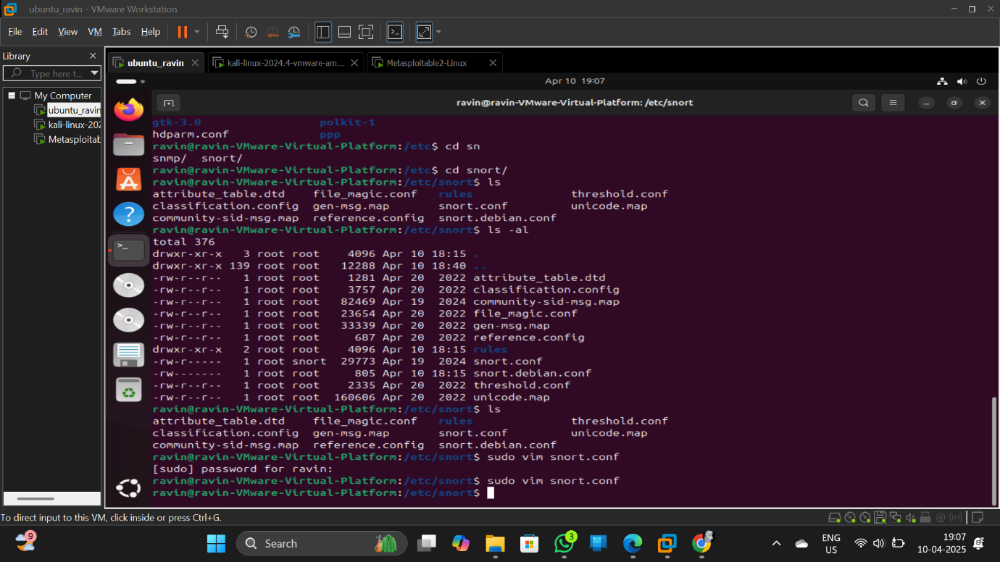 ubuntu_ravin - VMware Workstation
File Edit View VM Tabs Help
Library
Type here t...
My Computer
ubuntu_ravin
kali-linux-202
Metasploitab
ubuntu_ravin
kali-linux-2024.4-vmware-am...
Metasploitable2-Linux
Apr 10 19:07
ravin@ravin-VMware-Virtual-Platform: /etc/snort
gtk-3.0 polkit-1
hdparm.conf ppp
ravin@ravin-VMware-Virtual-Platform:/etc$ cd sn
snmp/ snort/
ravin@ravin-VMware-Virtual-Platform:/etc$ cd snort/
ravin@ravin-VMware-Virtual-Platform:/etc/snort$ ls
attribute_table.dtd file_magic.conf rules threshold.conf
classification.config gen-msg.map snort.conf unicode.map
community-sid-msg.map reference.config snort.debian.conf
ravin@ravin-VMware-Virtual-Platform:/etc/snort$ ls -al
total 376
drwxr-xr-x 3 root root 4096 Apr 10 18:15 .
drwxr-xr-x 139 root root 12288 Apr 10 18:40 ..
-rw-r--r-- 1 root root 1281 Apr 20 2022 attribute_table.dtd
-rw-r--r-- 1 root root 3757 Apr 20 2022 classification.config
-rw-r--r-- 1 root root 82469 Apr 19 2024 community-sid-msg.map
-rw-r--r-- 1 root root 23654 Apr 20 2022 file_magic.conf
-rw-r--r-- 1 root root 33339 Apr 20 2022 gen-msg.map
-rw-r--r-- 1 root root 687 Apr 20 2022 reference.config
drwxr-xr-x 2 root root 4096 Apr 10 18:15 rules
-rw-r----- 1 root snort 29773 Apr 19 2024 snort.conf
-rw------- 1 root root 805 Apr 10 18:15 snort.debian.conf
-rw-r--r-- 1 root root 2335 Apr 20 2022 threshold.conf
-rw-r--r-- 1 root root 160606 Apr 20 2022 unicode.map
ravin@ravin-VMware-Virtual-Platform:/etc/snort$ ls
attribute_table.dtd file_magic.conf rules threshold.conf
classification.config gen-msg.map snort.conf unicode.map
community-sid-msg.map reference.config snort.debian.conf
ravin@ravin-VMware-Virtual-Platform:/etc/snort$ sudo vim snort.conf
[sudo] password for ravin:
ravin@ravin-VMware-Virtual-Platform:/etc/snort$ sudo vim snort.conf
ravin@ravin-VMware-Virtual-Platform:/etc/snort$
To direct input to this VM, click inside or press Ctrl+G.
9
Search
3
ENG
US
19:07
10-04-2025